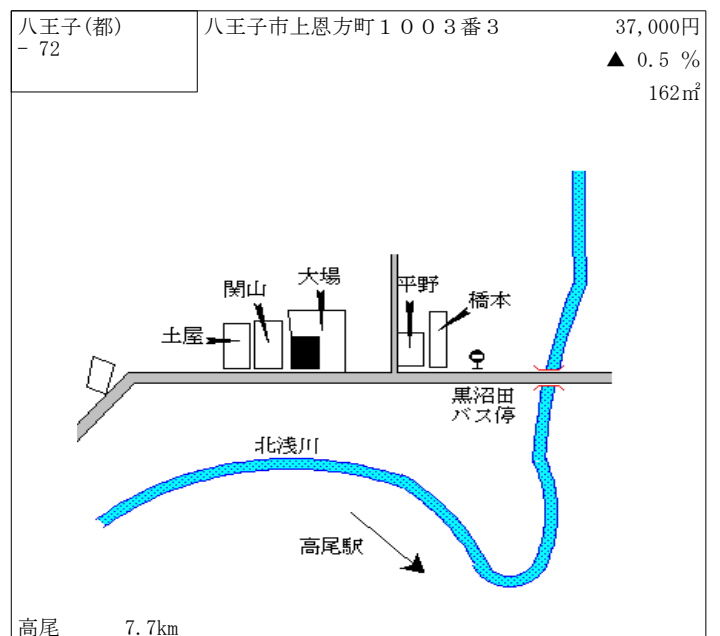 八王子(都)
- 72
八王子市上恩方町１００３番３
37,000円
▲ 0.5 %
162㎡
大場
関山
土屋
平野
橋本
黒沼田
バス停
北浅川
高尾駅
高尾 7.7km